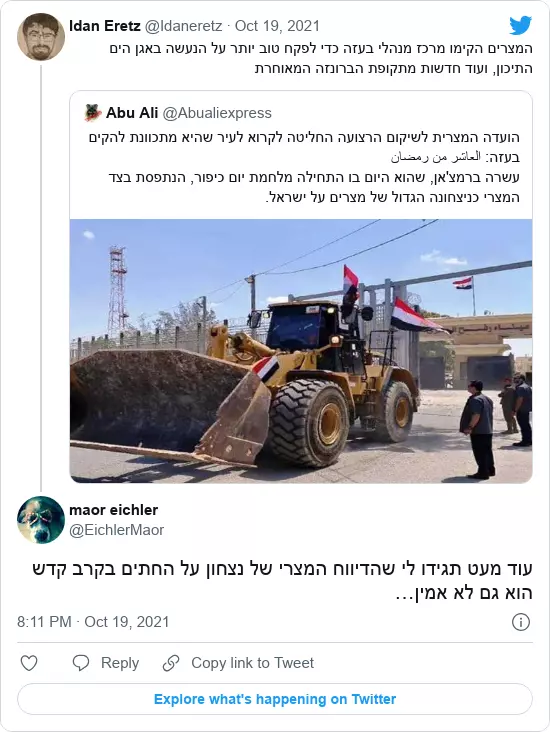 Idan Eretz @Idaneretz · Oct 19, 2021
המצרים הקימו מרכז מנהלי בעזה כדי לפקח טוב יותר על הנעשה באגן הים
התיכון, ועוד חדשות מתקופת הברונזה המאוחרת
Abu Ali @Abualiexpress
הועדה המצרית לשיקום הרצועה החליטה לקרוא לעיר שהיא מתכוונת להקים
בעזה: العاشر من رمضان
עשרה ברמצ'אן, שהוא היום בו התחילה מלחמת יום כיפור, הנתפסת בצד
המצרי כניצחונה הגדול של מצרים על ישראל.
maor eichler
@EichlerMaor
עוד מעט תגידו לי שהדיווח המצרי של נצחון על החתים בקרב קדש
הוא גם לא אמין...
8:11 PM · Oct 19, 2021
Reply
Copy link to Tweet
Explore what's happening on Twitter